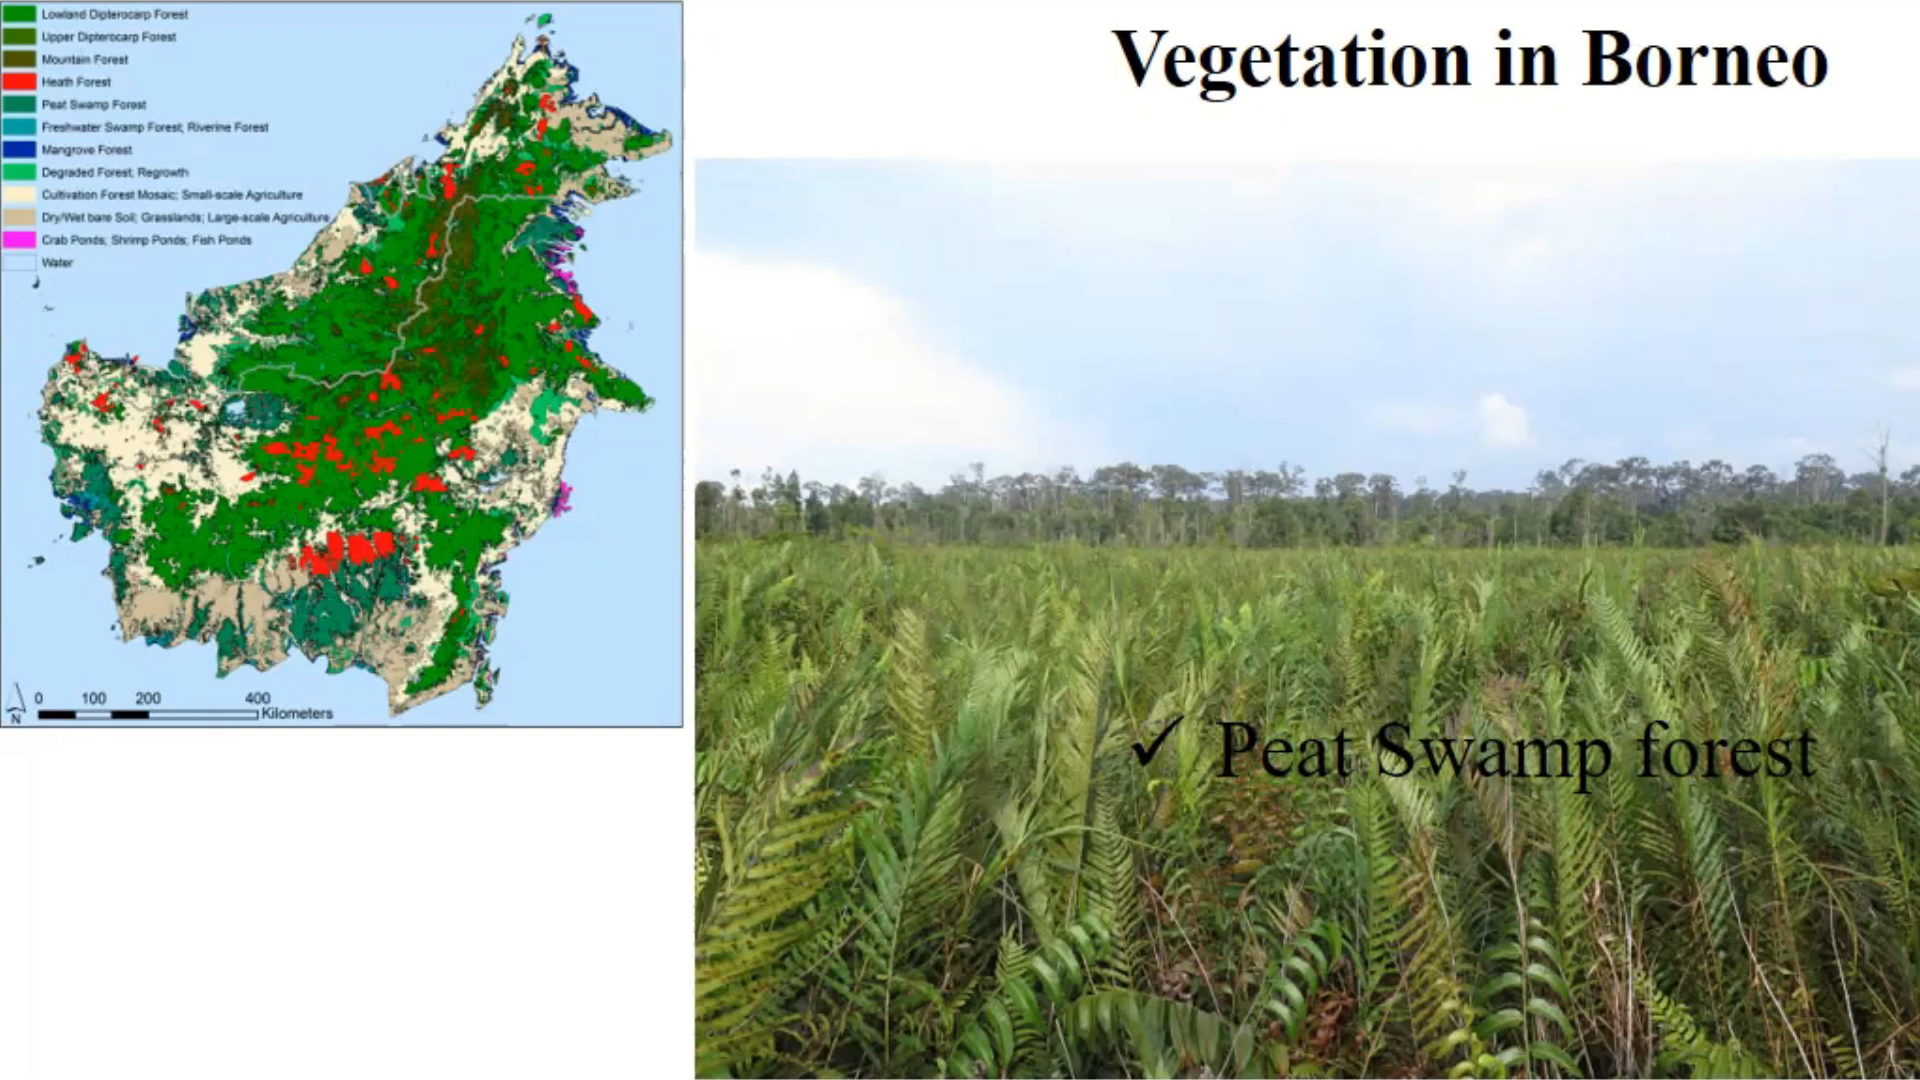 Vegetation in Borneo
Lowland Dipterocarp Forest
Upper Dipterocarp Forest
Mountain Forest
Heath Forest
Peat Swamp Forest
Freshwater Swamp Forest; Riverine Forest
Mangrove Forest
Degraded Forest; Regrowth
Cultivation Forest Mosaic; Small-scale Agriculture
Dry/Wet bare Soil; Grasslands; Large-scale Agriculture
Crab Ponds; Shrimp Ponds; Fish Ponds
Water
N
0 100 200 400
Kilometers
✓ Peat Swamp forest